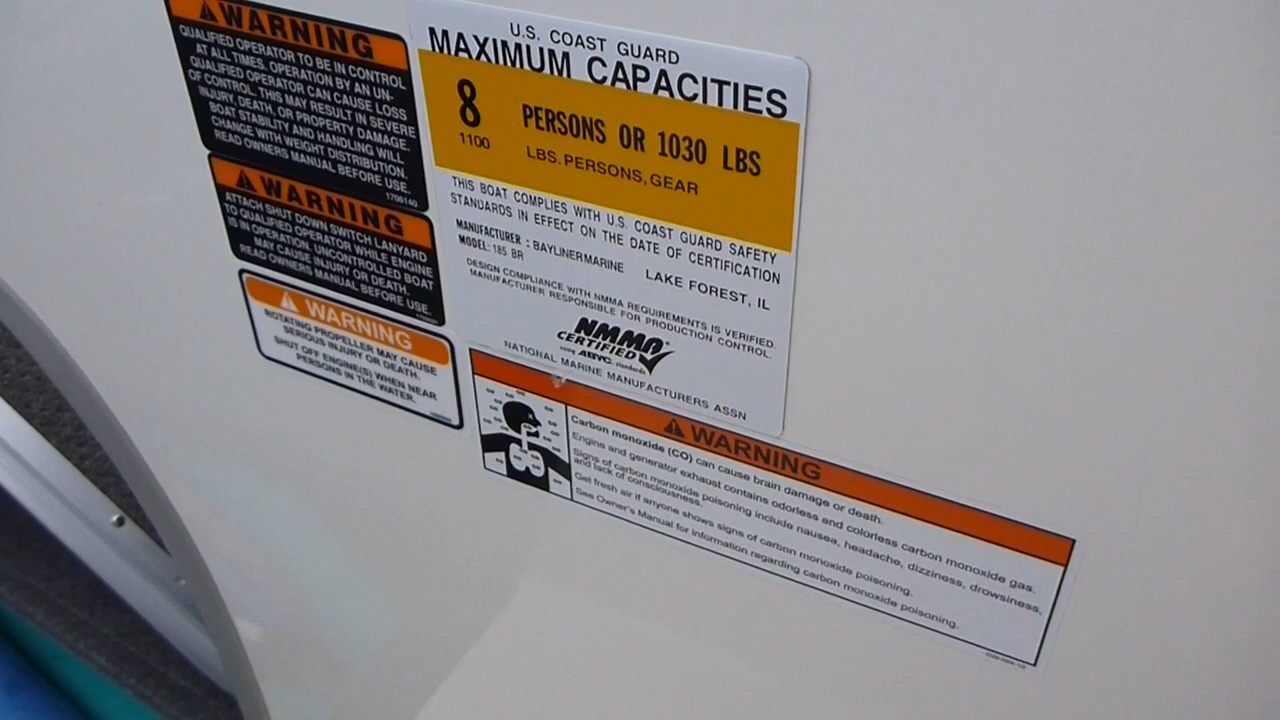 WARNING
QUALIFIED OPERATOR TO BE IN CONTROL
AT ALL TIMES. OPERATION BY AN UN-
QUALIFIED OPERATOR CAN CAUSE LOSS
OF CONTROL. THIS MAY RESULT IN SEVERE
INJURY, DEATH, OR PROPERTY DAMAGE.
BOAT STABILITY AND HANDLING WILL
CHANGE WITH WEIGHT DISTRIBUTION.
READ OWNERS MANUAL BEFORE USE.
1706140
WARNING
ATTACH SHUT DOWN SWITCH LANYARD
TO QUALIFIED OPERATOR WHILE ENGINE
IS IN OPERATION. UNCONTROLLED BOAT
MAY CAUSE INJURY OR DEATH.
READ OWNERS MANUAL BEFORE USE.
WARNING
ROTATING PROPELLER MAY CAUSE
SERIOUS INJURY OR DEATH.
SHUT OFF ENGINE(S) WHEN NEAR
PERSONS IN THE WATER.
U.S. COAST GUARD
MAXIMUM CAPACITIES
8 PERSONS OR 1030 LBS
1100 LBS. PERSONS, GEAR
THIS BOAT COMPLIES WITH U.S. COAST GUARD SAFETY
STANDARDS IN EFFECT ON THE DATE OF CERTIFICATION
MANUFACTURER : BAYLINER MARINE LAKE FOREST, IL
MODEL: 185 BR
DESIGN COMPLIANCE WITH NMMA REQUIREMENTS IS VERIFIED.
MANUFACTURER RESPONSIBLE FOR PRODUCTION CONTROL.
NMMA
CERTIFIED
using ABYC standards
NATIONAL MARINE MANUFACTURERS ASSN
WARNING
Carbon monoxide (CO) can cause brain damage or death.
Engine and generator exhaust contains odorless and colorless carbon monoxide gas.
Signs of carbon monoxide poisoning include nausea, headache, dizziness, drowsiness,
and lack of consciousness.
Get fresh air if anyone shows signs of carbon monoxide poisoning.
See Owner's Manual for information regarding carbon monoxide poisoning.